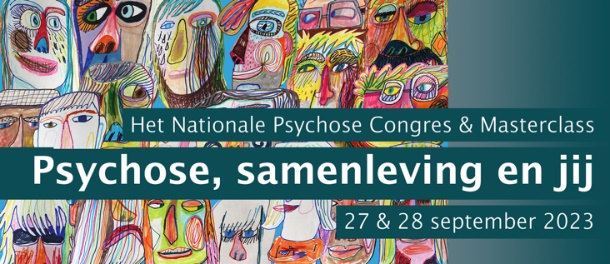 Het Nationale Psychose Congres & Masterclass
Psychose, samenleving en jij
27 & 28 september 2023